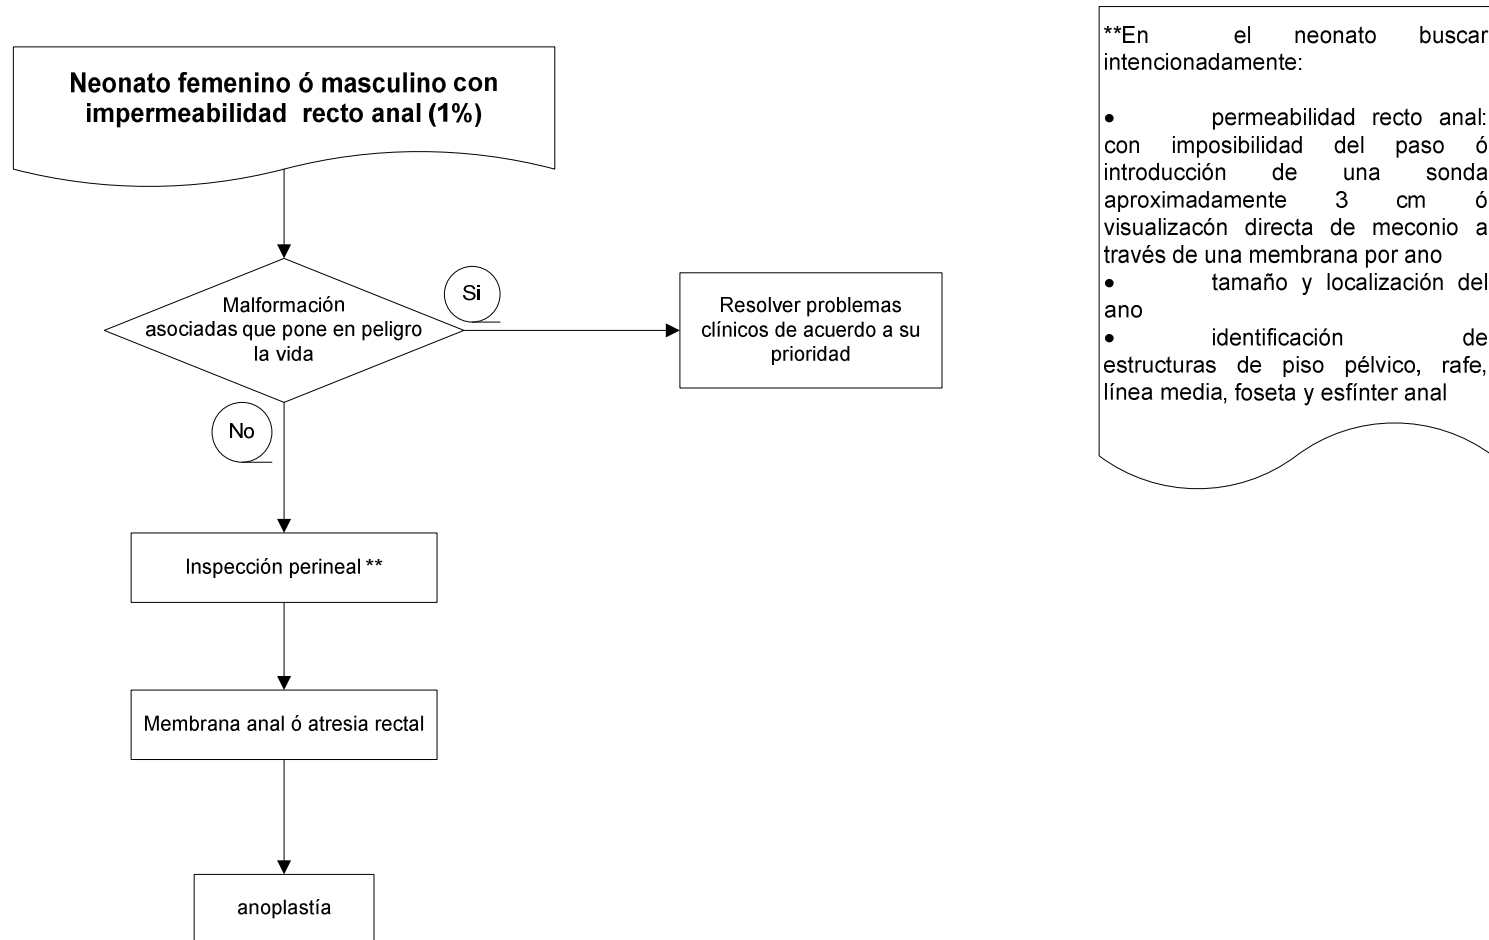 Neonato femenino ó masculino con
impermeabilidad recto anal (1%)
Malformación
asociadas que pone en peligro
la vida
Si
Resolver problemas
clínicos de acuerdo a su
prioridad
No
Inspección perineal **
Membrana anal ó atresia rectal
anoplastía
**En el neonato buscar
intencionadamente:
• permeabilidad recto anal:
con imposibilidad del paso ó
introducción de una sonda
aproximadamente 3 cm ó
visualizacón directa de meconio a
través de una membrana por ano
• tamaño y localización del
ano
• identificación de
estructuras de piso pélvico, rafe,
línea media, foseta y esfínter anal